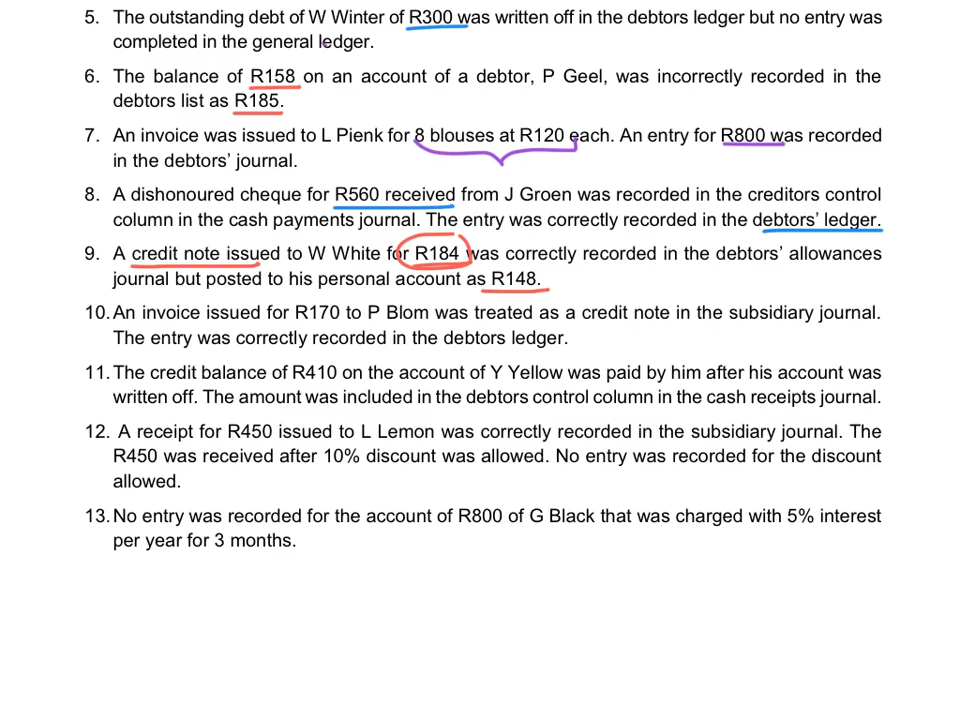 5. The outstanding debt of W Winter of R300 was written off in the debtors ledger but no entry was
completed in the general ledger.
6. The balance of R158 on an account of a debtor, P Geel, was incorrectly recorded in the
debtors list as R185.
7. An invoice was issued to L Pienk for 8 blouses at R120 each. An entry for R800 was recorded
in the debtors’ journal.
8. A dishonoured cheque for R560 received from J Groen was recorded in the creditors control
column in the cash payments journal. The entry was correctly recorded in the debtors’ ledger.
9. A credit note issued to W White for R184 was correctly recorded in the debtors’ allowances
journal but posted to his personal account as R148.
10. An invoice issued for R170 to P Blom was treated as a credit note in the subsidiary journal.
The entry was correctly recorded in the debtors ledger.
11. The credit balance of R410 on the account of Y Yellow was paid by him after his account was
written off. The amount was included in the debtors control column in the cash receipts journal.
12. A receipt for R450 issued to L Lemon was correctly recorded in the subsidiary journal. The
R450 was received after 10% discount was allowed. No entry was recorded for the discount
allowed.
13. No entry was recorded for the account of R800 of G Black that was charged with 5% interest
per year for 3 months.